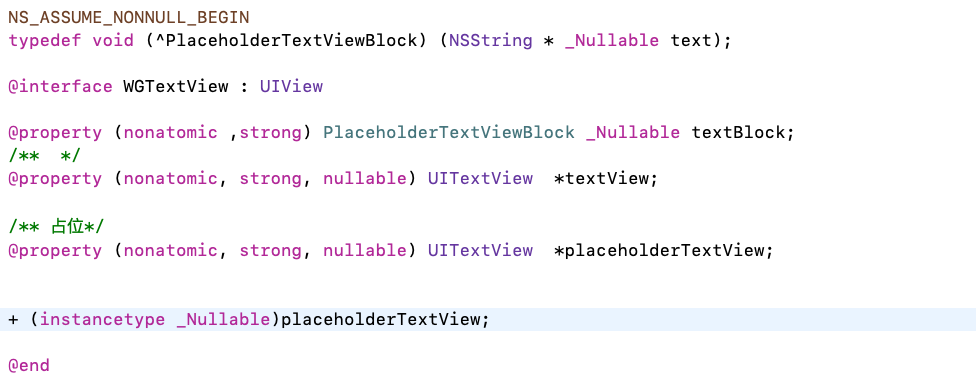 NS_ASSUME_NONNULL_BEGIN
typedef void (^PlaceholderTextViewBlock) (NSString * _Nullable text);
@interface WGTextView : UIView
@property (nonatomic ,strong) PlaceholderTextViewBlock _Nullable textBlock;
/**  */
@property (nonatomic, strong, nullable) UITextView  *textView;
/** 占位*/
@property (nonatomic, strong, nullable) UITextView  *placeholderTextView;
+ (instancetype _Nullable)placeholderTextView;
@end